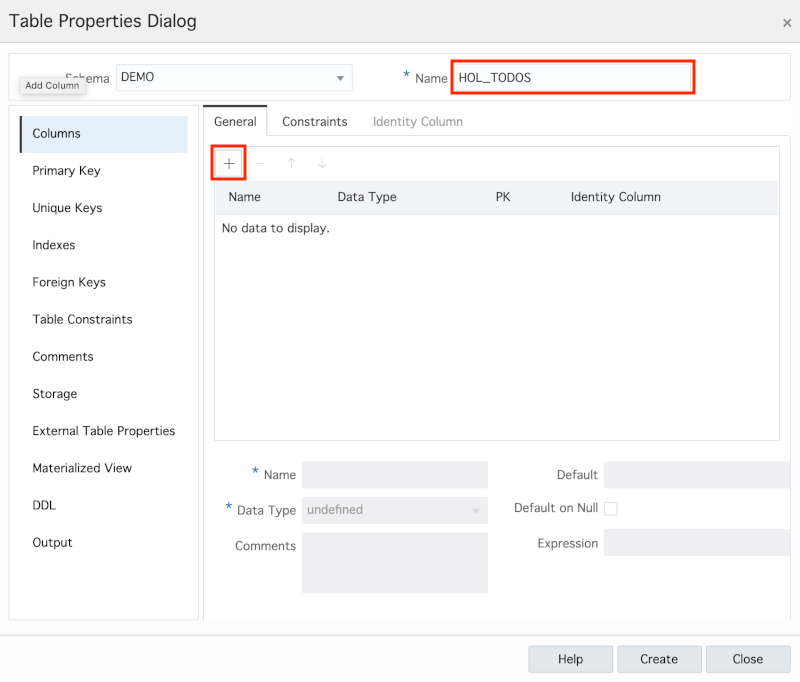 Table Properties Dialog
×
Schema DEMO * Name HOL_TODOS
Add Column
General Constraints Identity Column
Columns
Primary Key
Unique Keys
Indexes
Foreign Keys
Table Constraints
Comments
Storage
External Table Properties
Materialized View
DDL
Output
+ − ↑ ↓
Name Data Type PK Identity Column
No data to display.
* Name Default
* Data Type undefined Default on Null
Comments Expression
Help Create Close